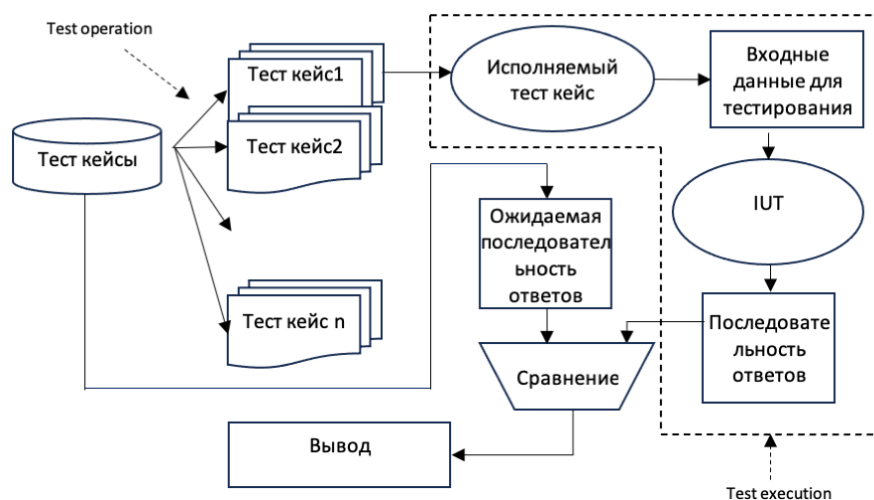 Test operation
Тест кейсы
Тест кейс1
Тест кейс2
Тест кейс n
Исполняемый
тест кейс
Входные
данные для
тестирования
IUT
Последовате
льность
ответов
Ожидаемая
последовател
ьность
ответов
Сравнение
Вывод
Test execution